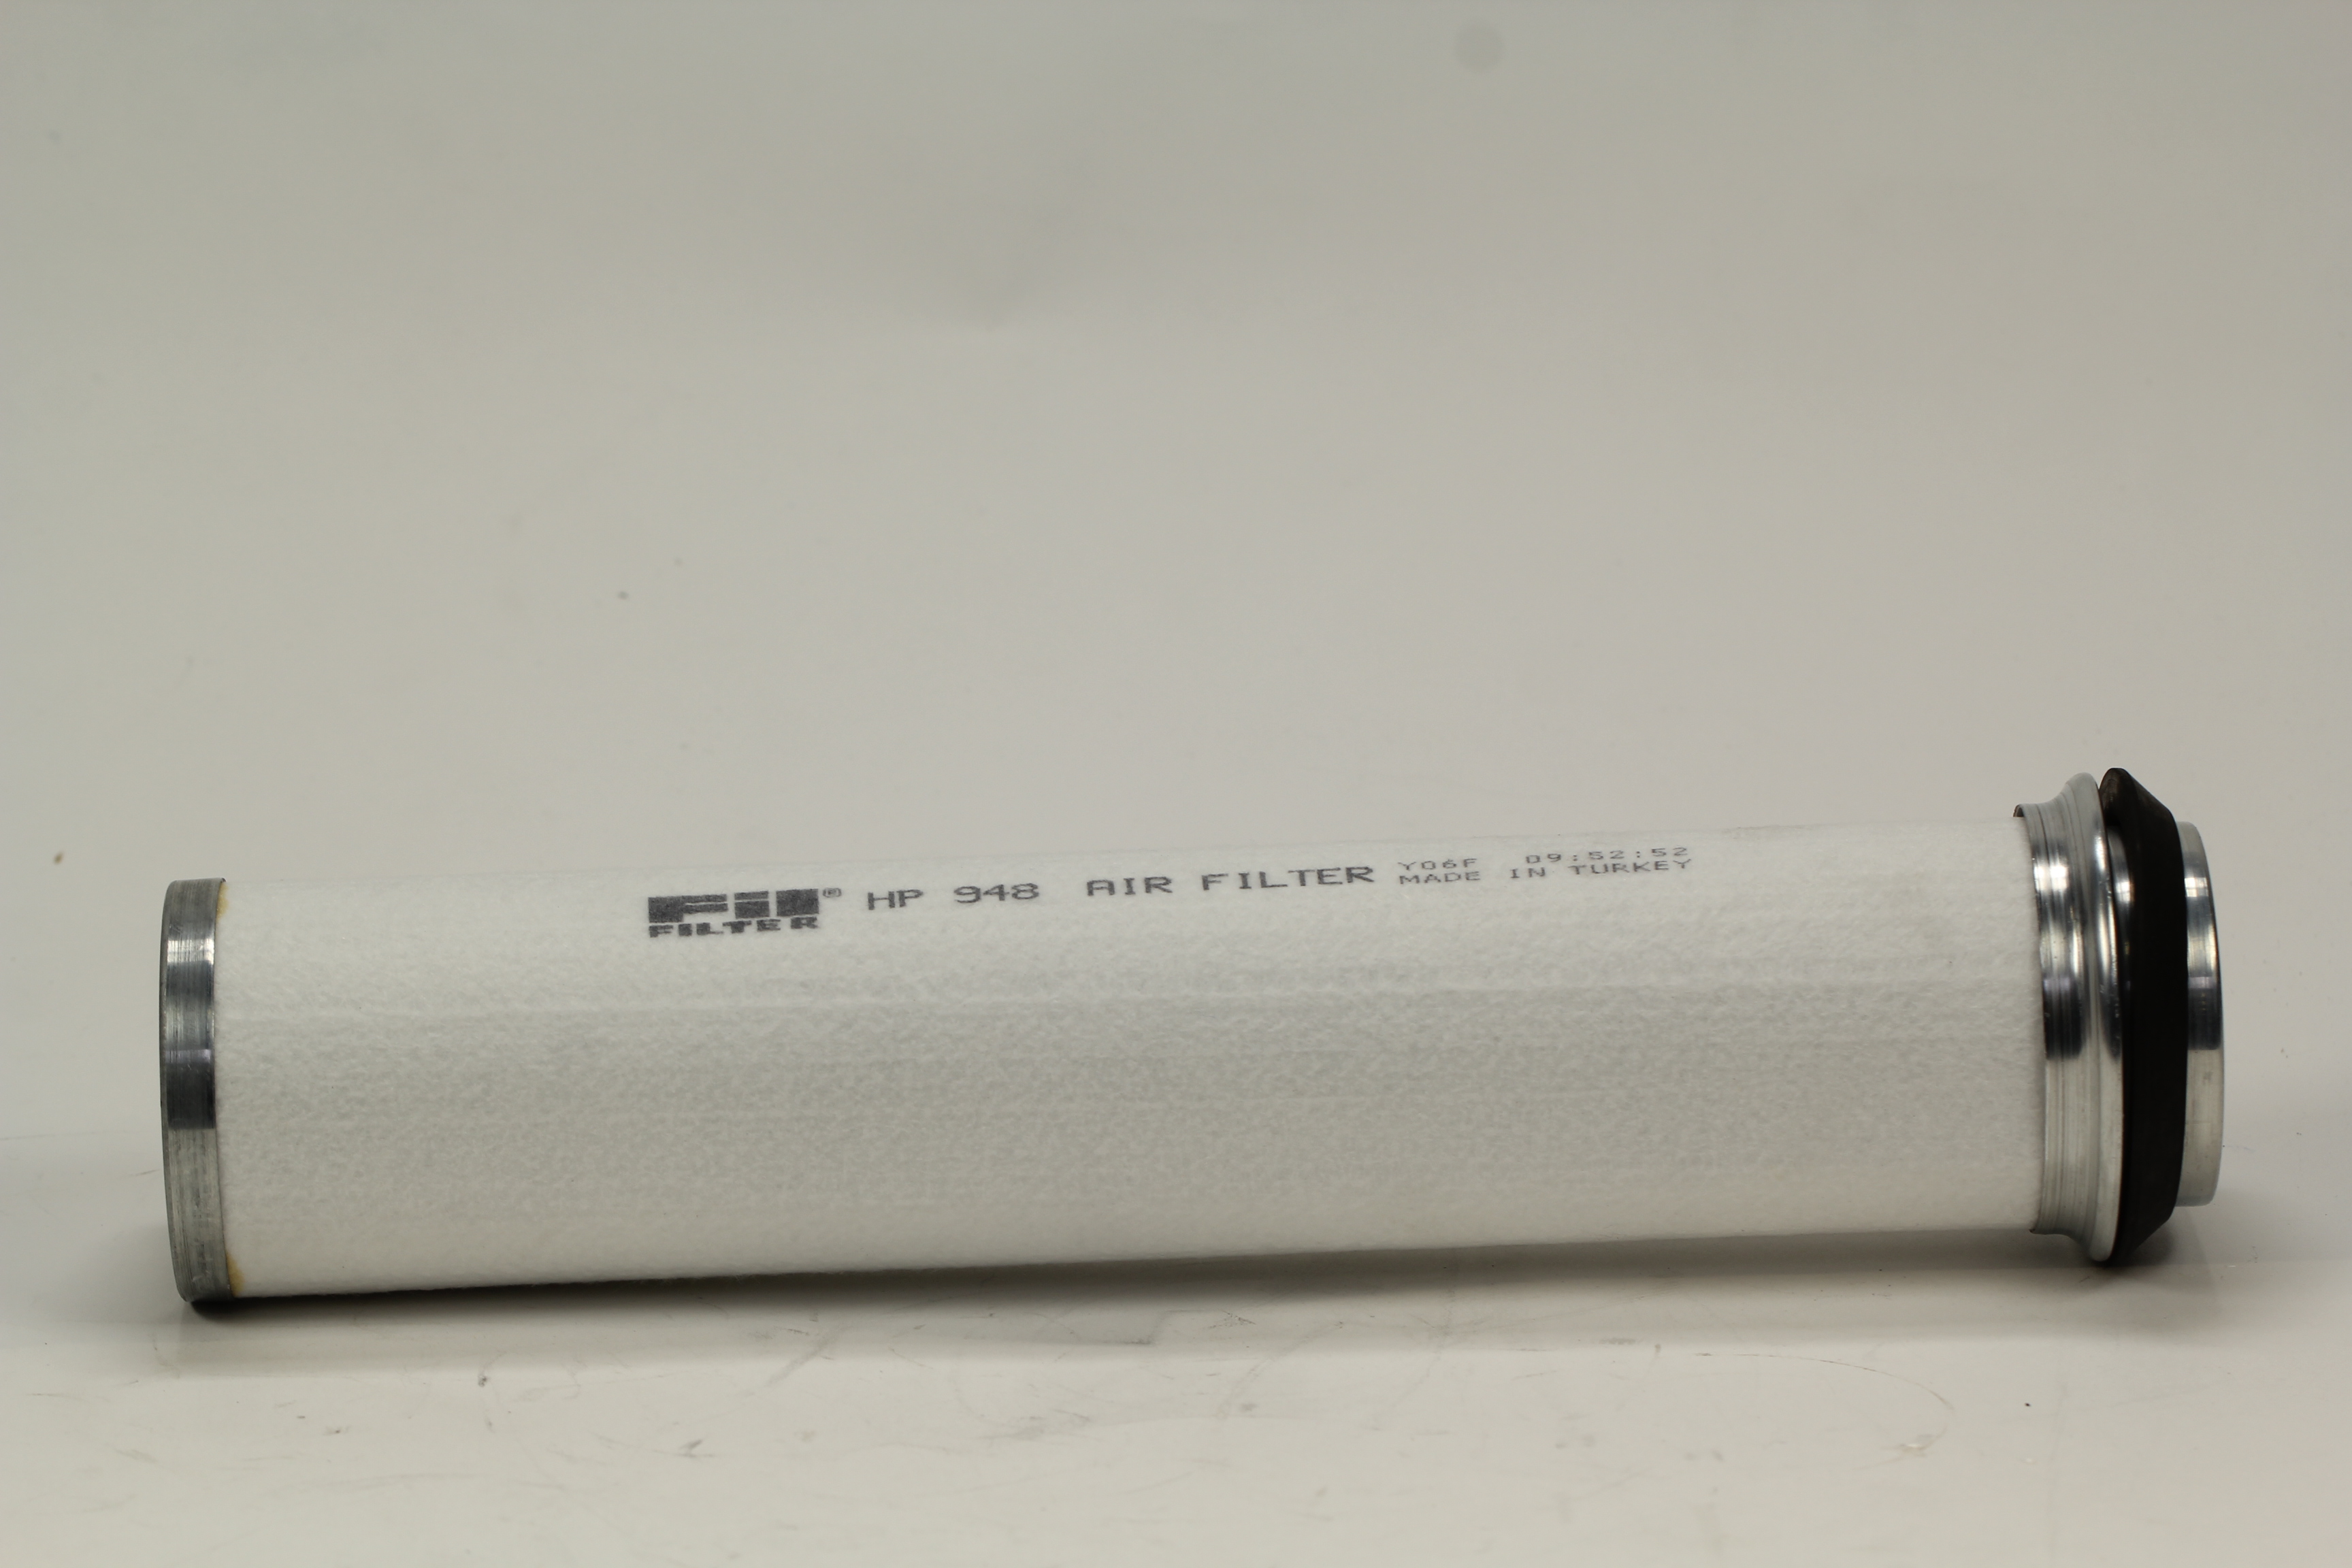 Fil® HP 948 AIR FILTER Y06F 09:52:52
FILTER MADE IN TURKEY